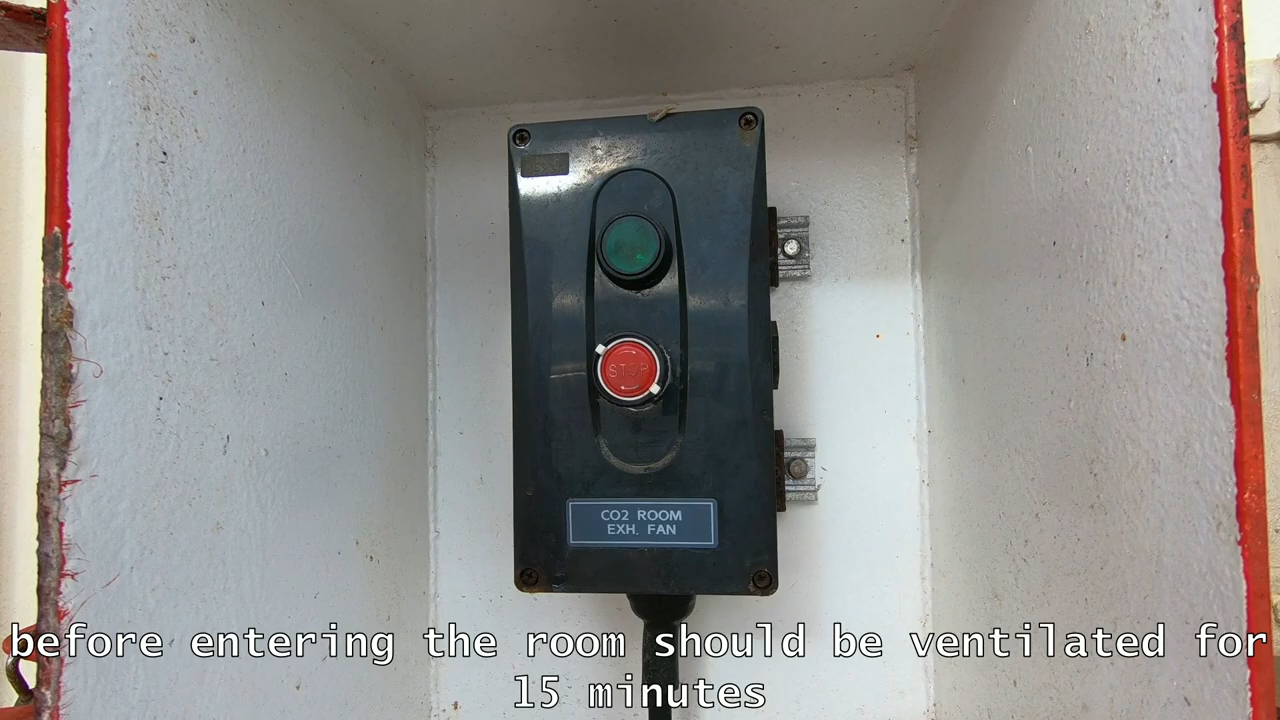 STOP
CO2 ROOM
EXH. FAN
before entering the room should be ventilated for
15 minutes